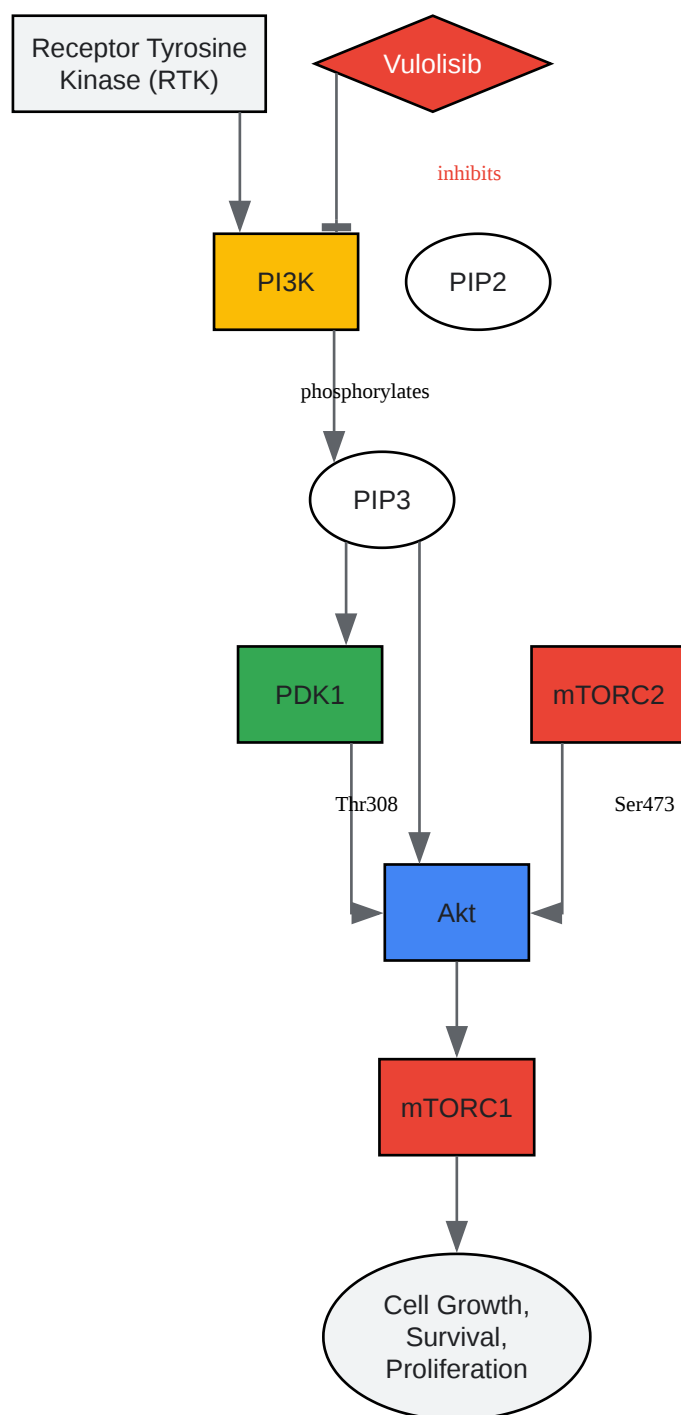 Receptor Tyrosine
Kinase (RTK)
Vulolisib
inhibits
PI3K
PIP2
phosphorylates
PIP3
PDK1
mTORC2
Thr308
Ser473
Akt
mTORC1
Cell Growth,
Survival,
Proliferation